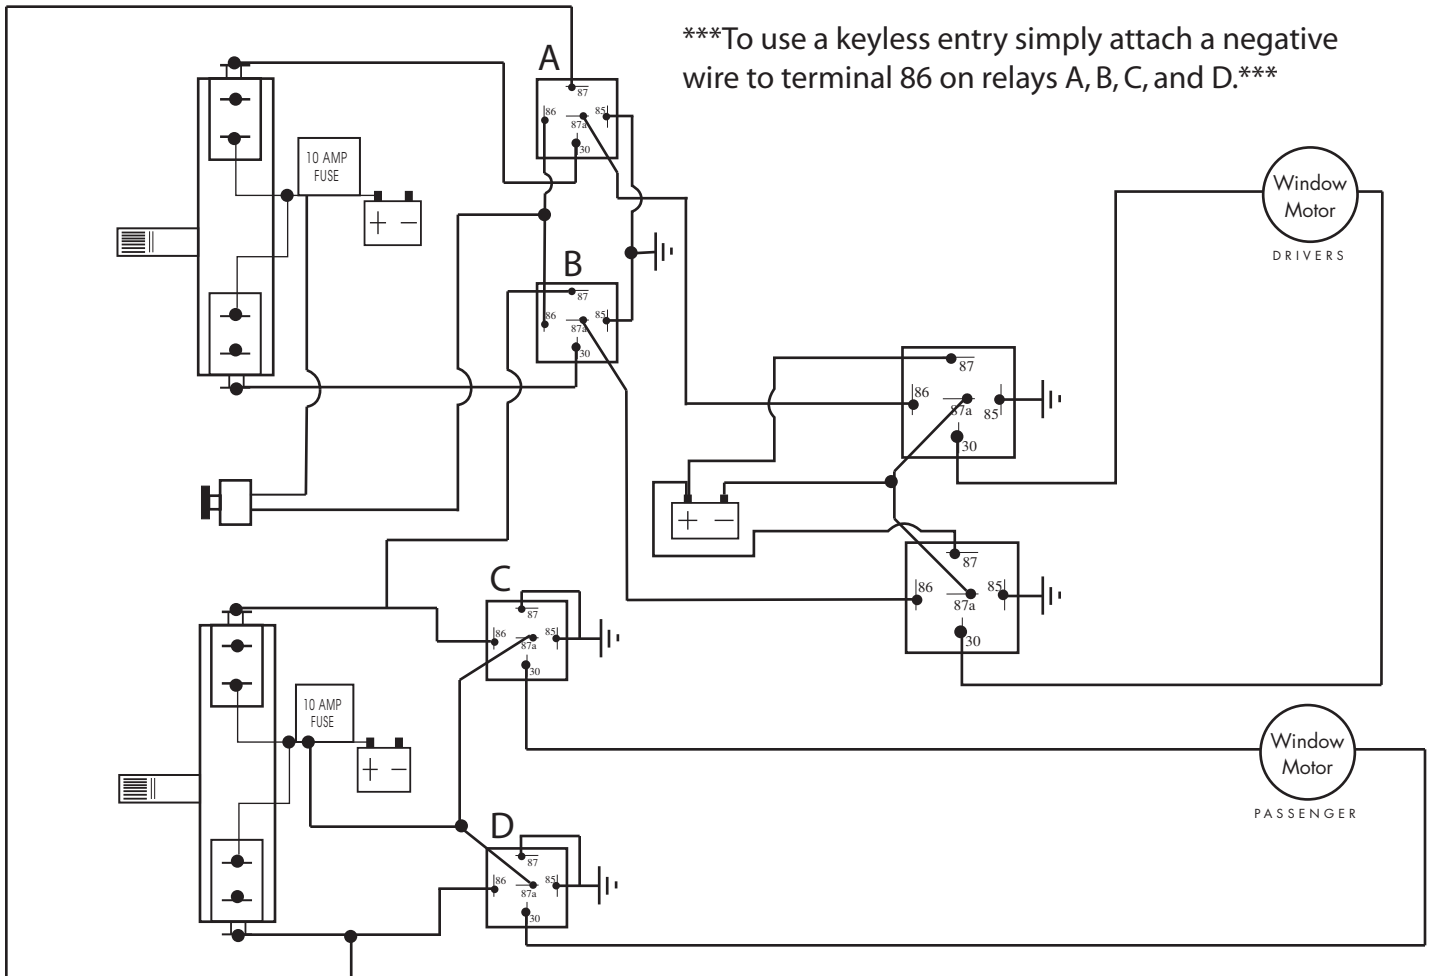 ***To use a keyless entry simply attach a negative
wire to terminal 86 on relays A, B, C, and D.***
A
87
86
85
87a
30
10 AMP
FUSE
+ −
Window
Motor
DRIVERS
B
87
86
85
87a
30
87
86
87a
85
30
+ −
87
86
85
87a
30
C
87
86
85
87a
30
10 AMP
FUSE
+ −
Window
Motor
PASSENGER
D
87
86
85
87a
30